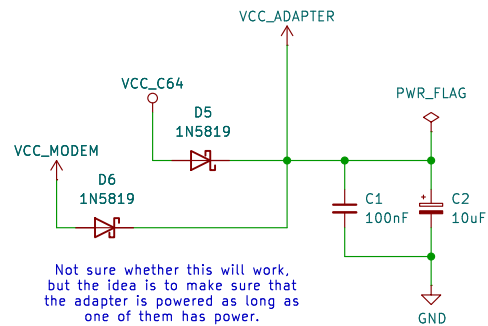 VCC_ADAPTER
VCC_C64
PWR_FLAG
D5
1N5819
VCC_MODEM
D6
1N5819
C1
100nF
C2
10uF
Not sure whether this will work,
but the idea is to make sure that
the adapter is powered as long as
one of them has power.
GND